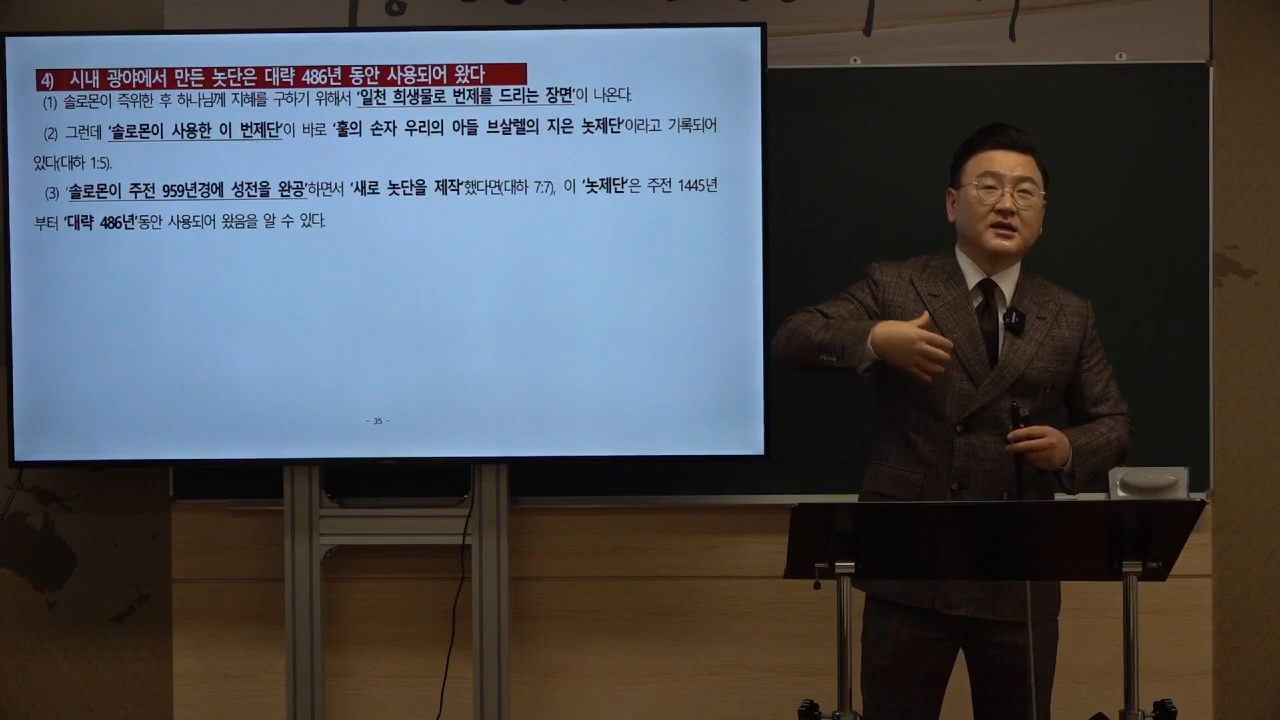 4) 시내 광야에서 만든 놋단은 대략 486년 동안 사용되어 왔다
(1) 솔로몬이 즉위한 후 하나님께 지혜를 구하기 위해서 '일천 희생물로 번제를 드리는 장면'이 나온다.
(2) 그런데 '솔로몬이 사용한 이 번제단'이 바로 '훌의 손자 우리의 아들 브살렐의 지은 놋제단'이라고 기록되어
있다(대하 1:5).
(3) '솔로몬이 주전 959년경에 성전을 완공'하면서 '새로 놋단을 제작'했다면(대하 7:7), 이 '놋제단'은 주전 1445년
부터 '대략 486년'동안 사용되어 왔음을 알 수 있다.
- 35 -